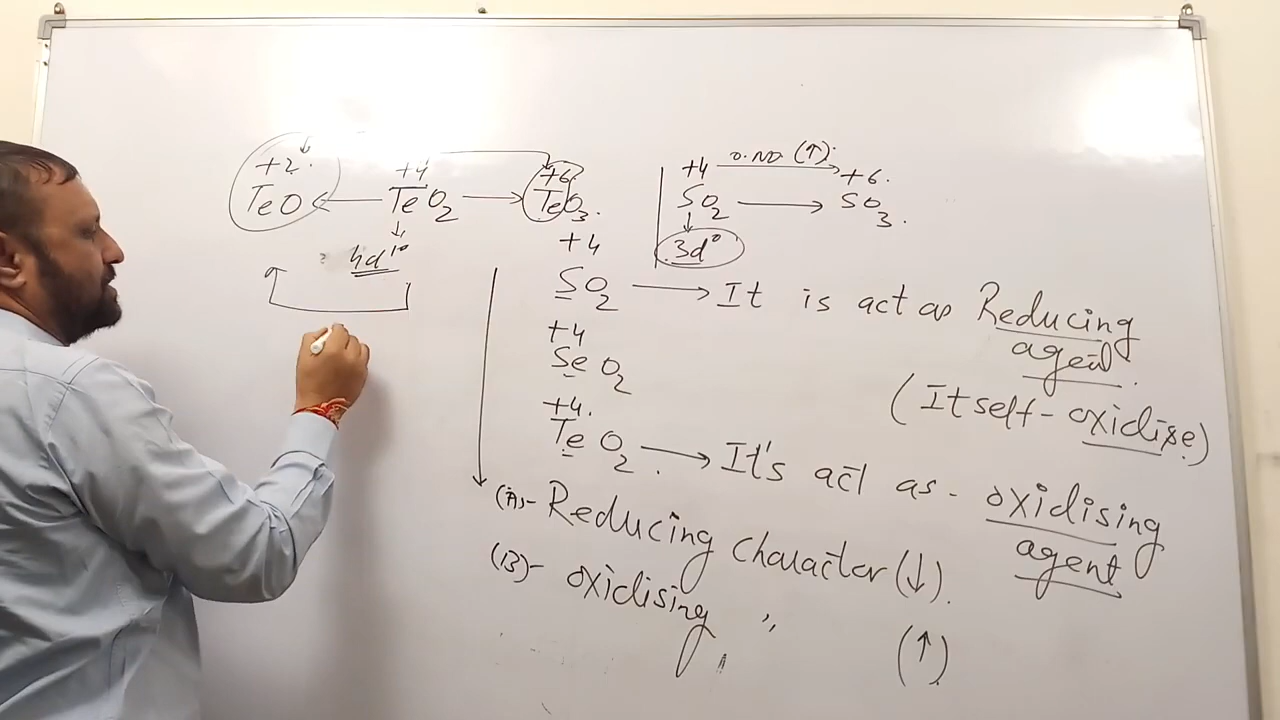 +2 +4 +6
TeO ← TeO₂ → TeO₃.
4d¹⁰
+4 O.NO (↑). +6.
SO₂ → SO₃.
3d⁰
+4
SO₂ → It is act as Reducing
agent.
(Itself-oxidise)
+4
SeO₂
+4.
TeO₂. → It's act as - oxidising
agent
(A)- Reducing Character (↓).
(B)- oxidising ,, (↑)